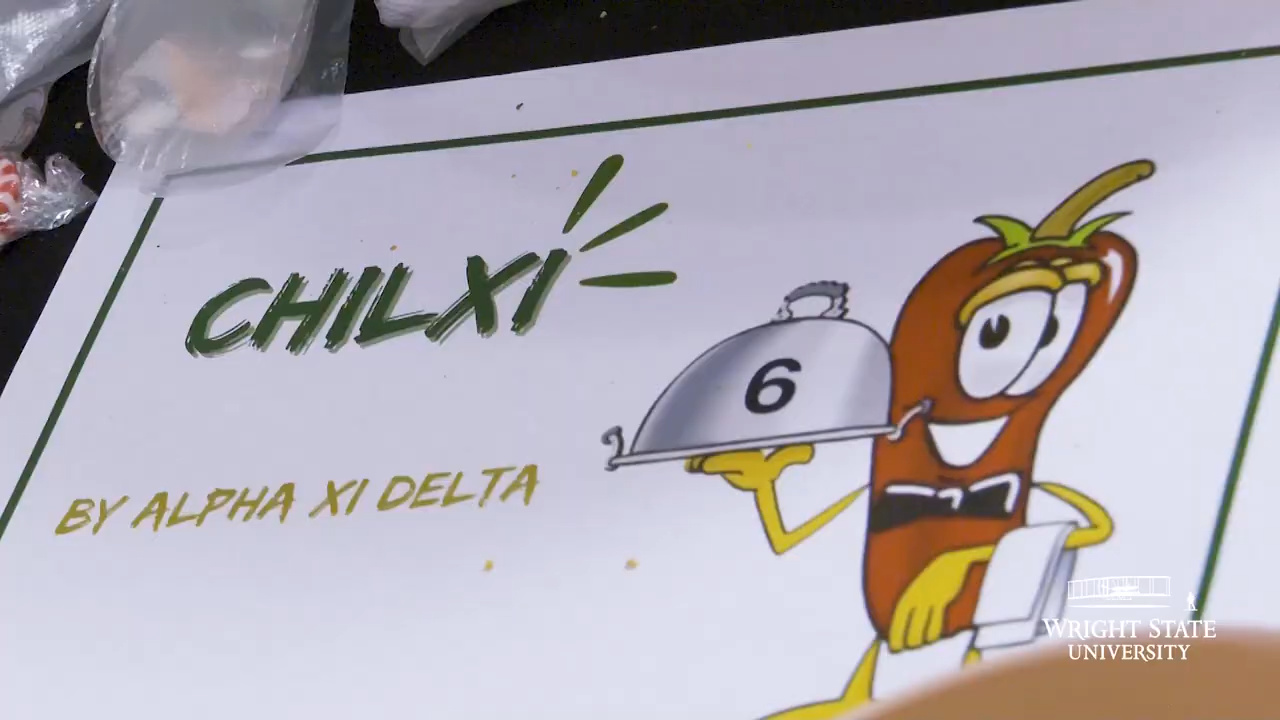 CHILXI
BY ALPHA XI DELTA
6
WRIGHT STATE
UNIVERSITY